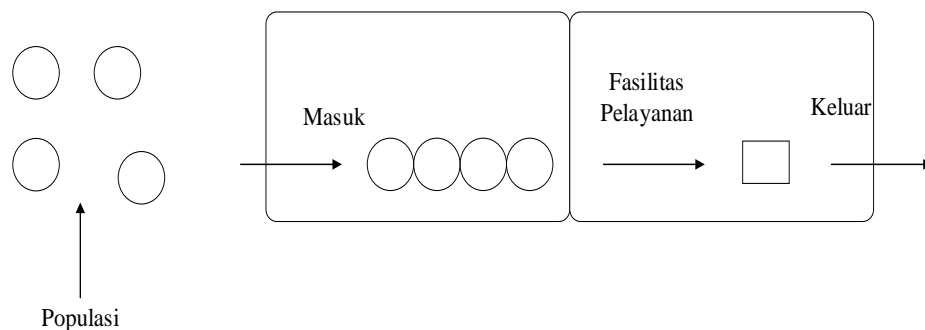 Masuk
Fasilitas
Pelayanan
Keluar
Populasi